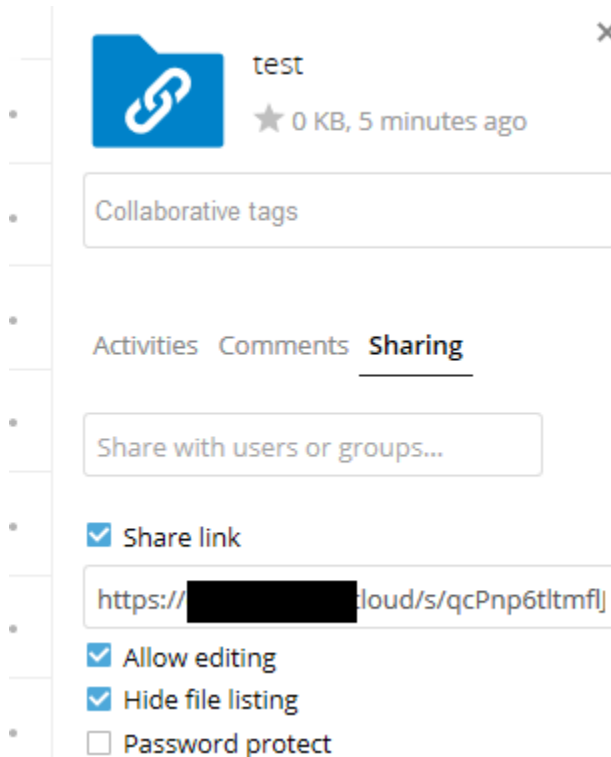 test
0 KB, 5 minutes ago
Collaborative tags
Activities Comments Sharing
Share with users or groups...
Share link
https:// loud/s/qcPnp6tltmflJ
Allow editing
Hide file listing
Password protect